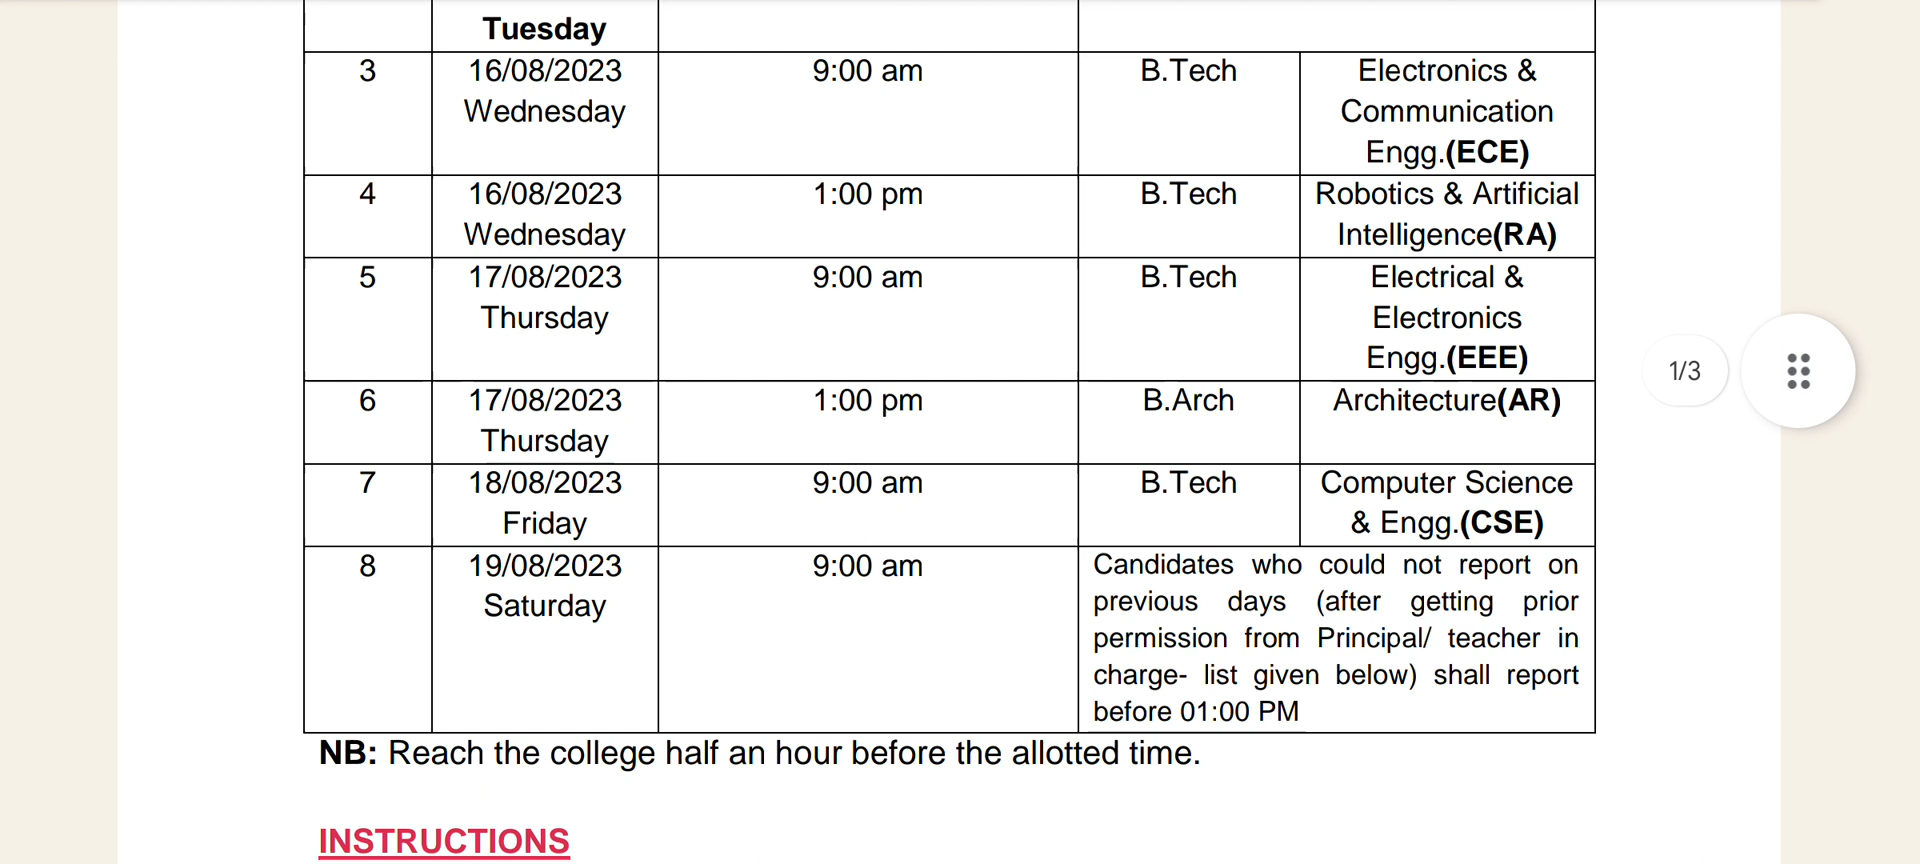 Tuesday
3 16/08/2023 9:00 am B.Tech Electronics &
Wednesday Communication
Engg.(ECE)
4 16/08/2023 1:00 pm B.Tech Robotics & Artificial
Wednesday Intelligence(RA)
5 17/08/2023 9:00 am B.Tech Electrical &
Thursday Electronics
Engg.(EEE)
1/3
6 17/08/2023 1:00 pm B.Arch Architecture(AR)
Thursday
7 18/08/2023 9:00 am B.Tech Computer Science
Friday & Engg.(CSE)
8 19/08/2023 9:00 am Candidates who could not report on
Saturday previous days (after getting prior
permission from Principal/ teacher in
charge- list given below) shall report
before 01:00 PM
NB: Reach the college half an hour before the allotted time.
INSTRUCTIONS